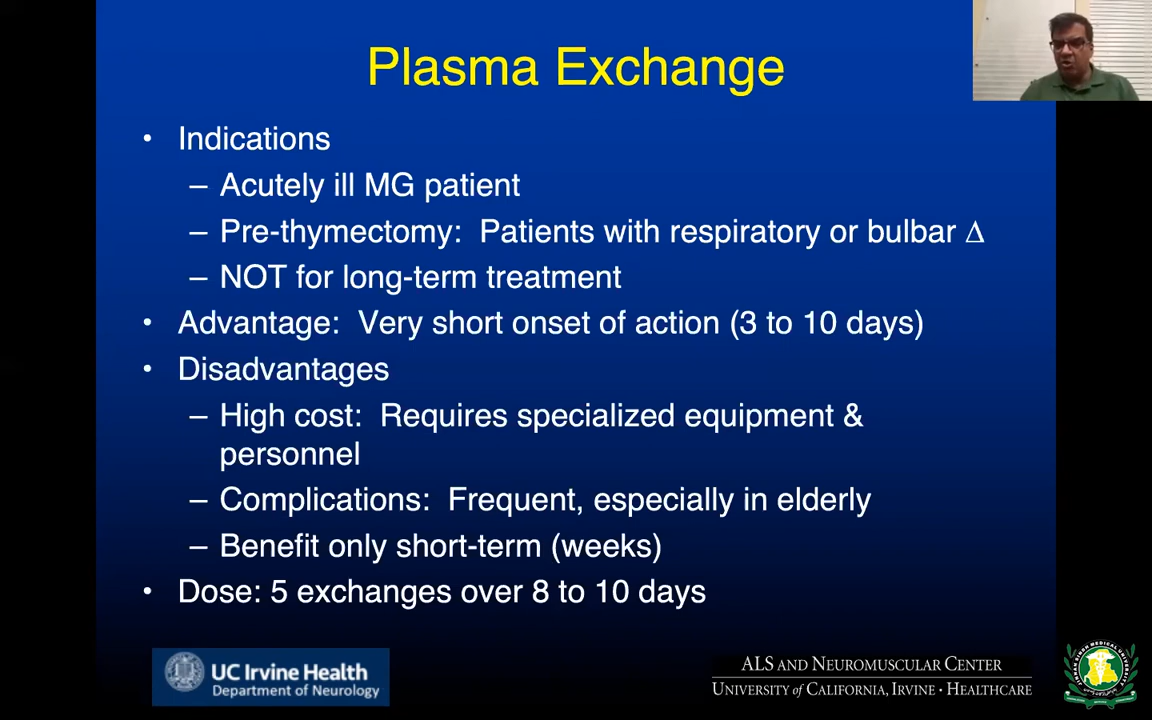 Plasma Exchange
• Indications
– Acutely ill MG patient
– Pre-thymectomy: Patients with respiratory or bulbar Δ
– NOT for long-term treatment
• Advantage: Very short onset of action (3 to 10 days)
• Disadvantages
– High cost: Requires specialized equipment &
personnel
– Complications: Frequent, especially in elderly
– Benefit only short-term (weeks)
• Dose: 5 exchanges over 8 to 10 days
UC Irvine Health
Department of Neurology
ALS AND NEUROMUSCULAR CENTER
UNIVERSITY of CALIFORNIA, IRVINE • HEALTHCARE